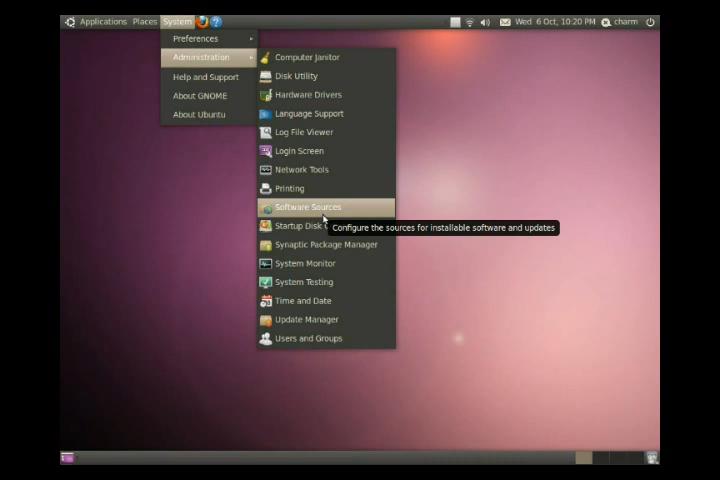 Applications Places System Wed 6 Oct, 10:20 PM charm
Preferences
Administration
Help and Support
About GNOME
About Ubuntu
Computer Janitor
Disk Utility
Hardware Drivers
Language Support
Log File Viewer
Login Screen
Network Tools
Printing
Software Sources
Startup Disk
Configure the sources for installable software and updates
Synaptic Package Manager
System Monitor
System Testing
Time and Date
Update Manager
Users and Groups